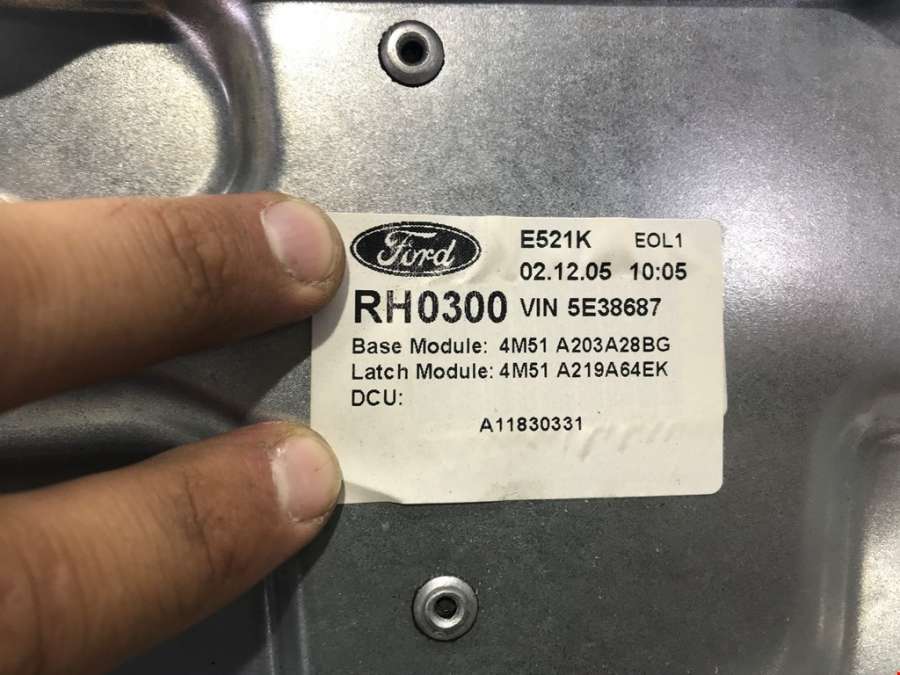 Ford
E521K EOL1
02.12.05 10:05
RH0300 VIN 5E38687
Base Module: 4M51 A203A28BG
Latch Module: 4M51 A219A64EK
DCU:
A11830331